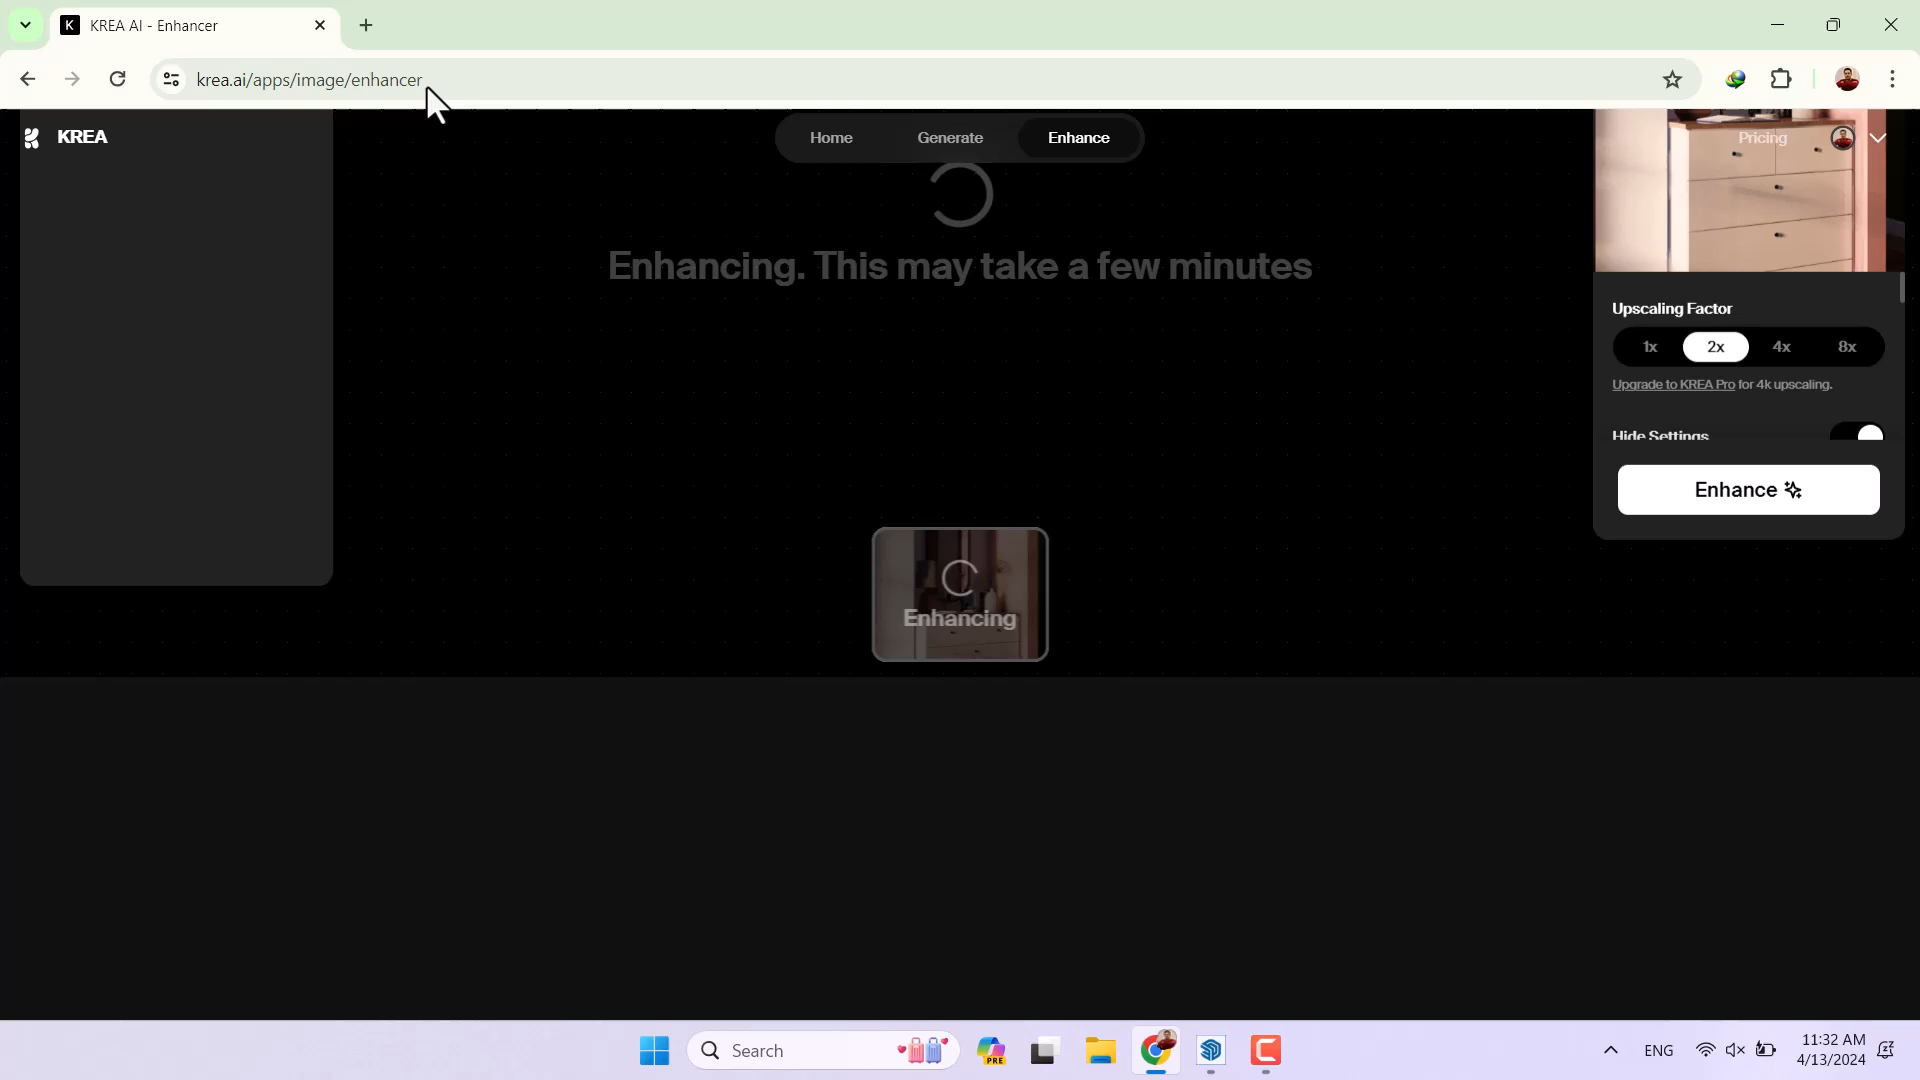 KREA AI - Enhancer
krea.ai/apps/image/enhancer
KREA
Home
Generate
Enhance
Pricing
Enhancing. This may take a few minutes
Upscaling Factor
1x
2x
4x
8x
Upgrade to KREA Pro for 4k upscaling.
Hide Settings
Enhance
Enhancing
Search
PRE
ENG
11:32 AM
4/13/2024